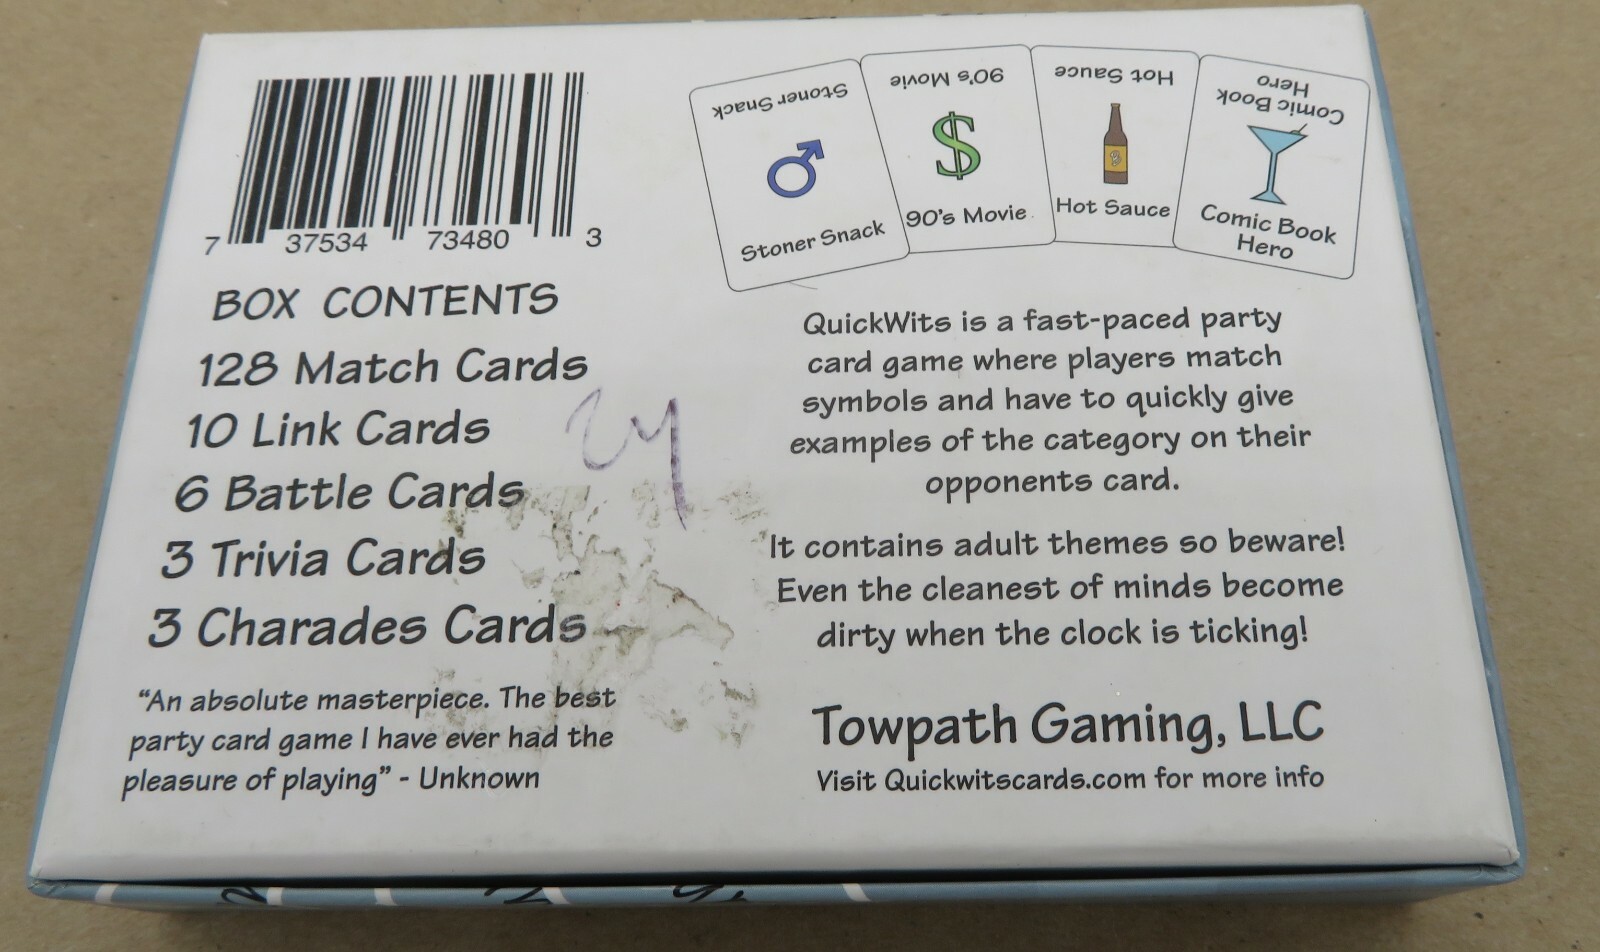 7 37534 73480 3
BOX CONTENTS
128 Match Cards
10 Link Cards
6 Battle Cards
3 Trivia Cards
3 Charades Cards
"An absolute masterpiece. The best
party card game I have ever had the
pleasure of playing" - Unknown
Stoner Snack
Stoner Snack
90's Movie
90's Movie
Hot Sauce
Hot Sauce
Comic Book
Hero
Comic Book
Hero
QuickWits is a fast-paced party
card game where players match
symbols and have to quickly give
examples of the category on their
opponents card.
It contains adult themes so beware!
Even the cleanest of minds become
dirty when the clock is ticking!
Towpath Gaming, LLC
Visit Quickwitscards.com for more info